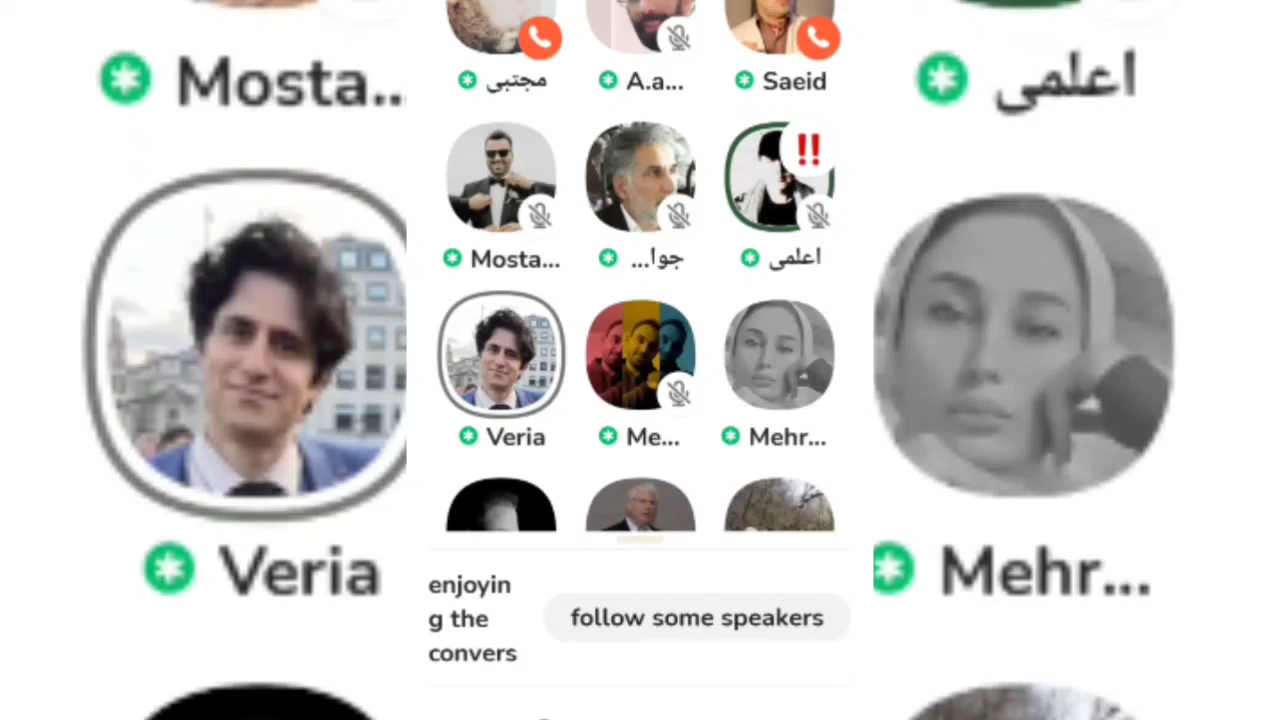 Mosta..
Veria
مجتبی
A.a...
Saeid
Mosta...
جوا...
اعلمی
Veria
Me...
Mehr...
enjoyin
g the
convers
follow some speakers
اعلمی
Mehr...